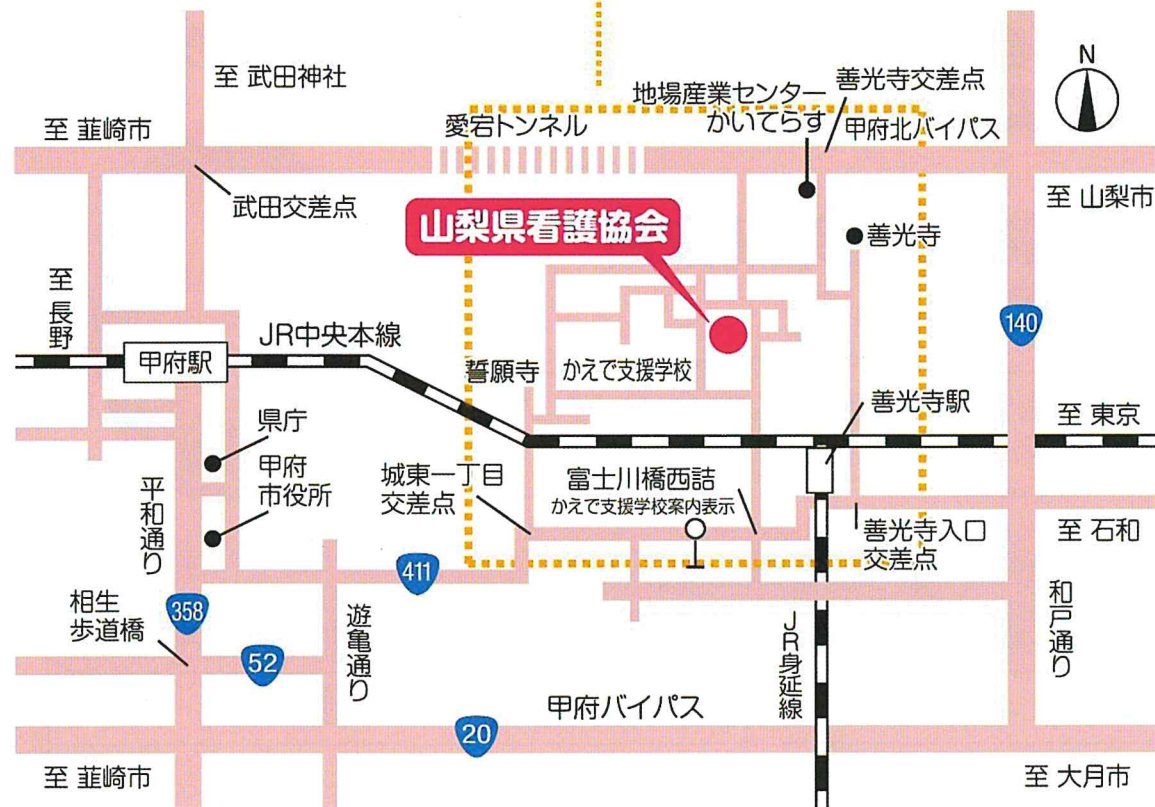 至 武田神社
N
善光寺交差点
地場産業センター
かいてらす
至 韮崎市
愛宕トンネル
甲府北バイパス
武田交差点
至 山梨市
山梨県看護協会
善光寺
至 長野
140
JR中央本線
甲府駅
誓願寺
かえで支援学校
善光寺駅
至 東京
県庁
甲府
市役所
城東一丁目
交差点
富士川橋西詰
かえで支援学校案内表示
平和通り
善光寺入口
交差点
至 石和
411
相生
歩道橋
358
遊亀通り
52
JR身延線
和戸通り
甲府バイパス
20
至 韮崎市
至 大月市